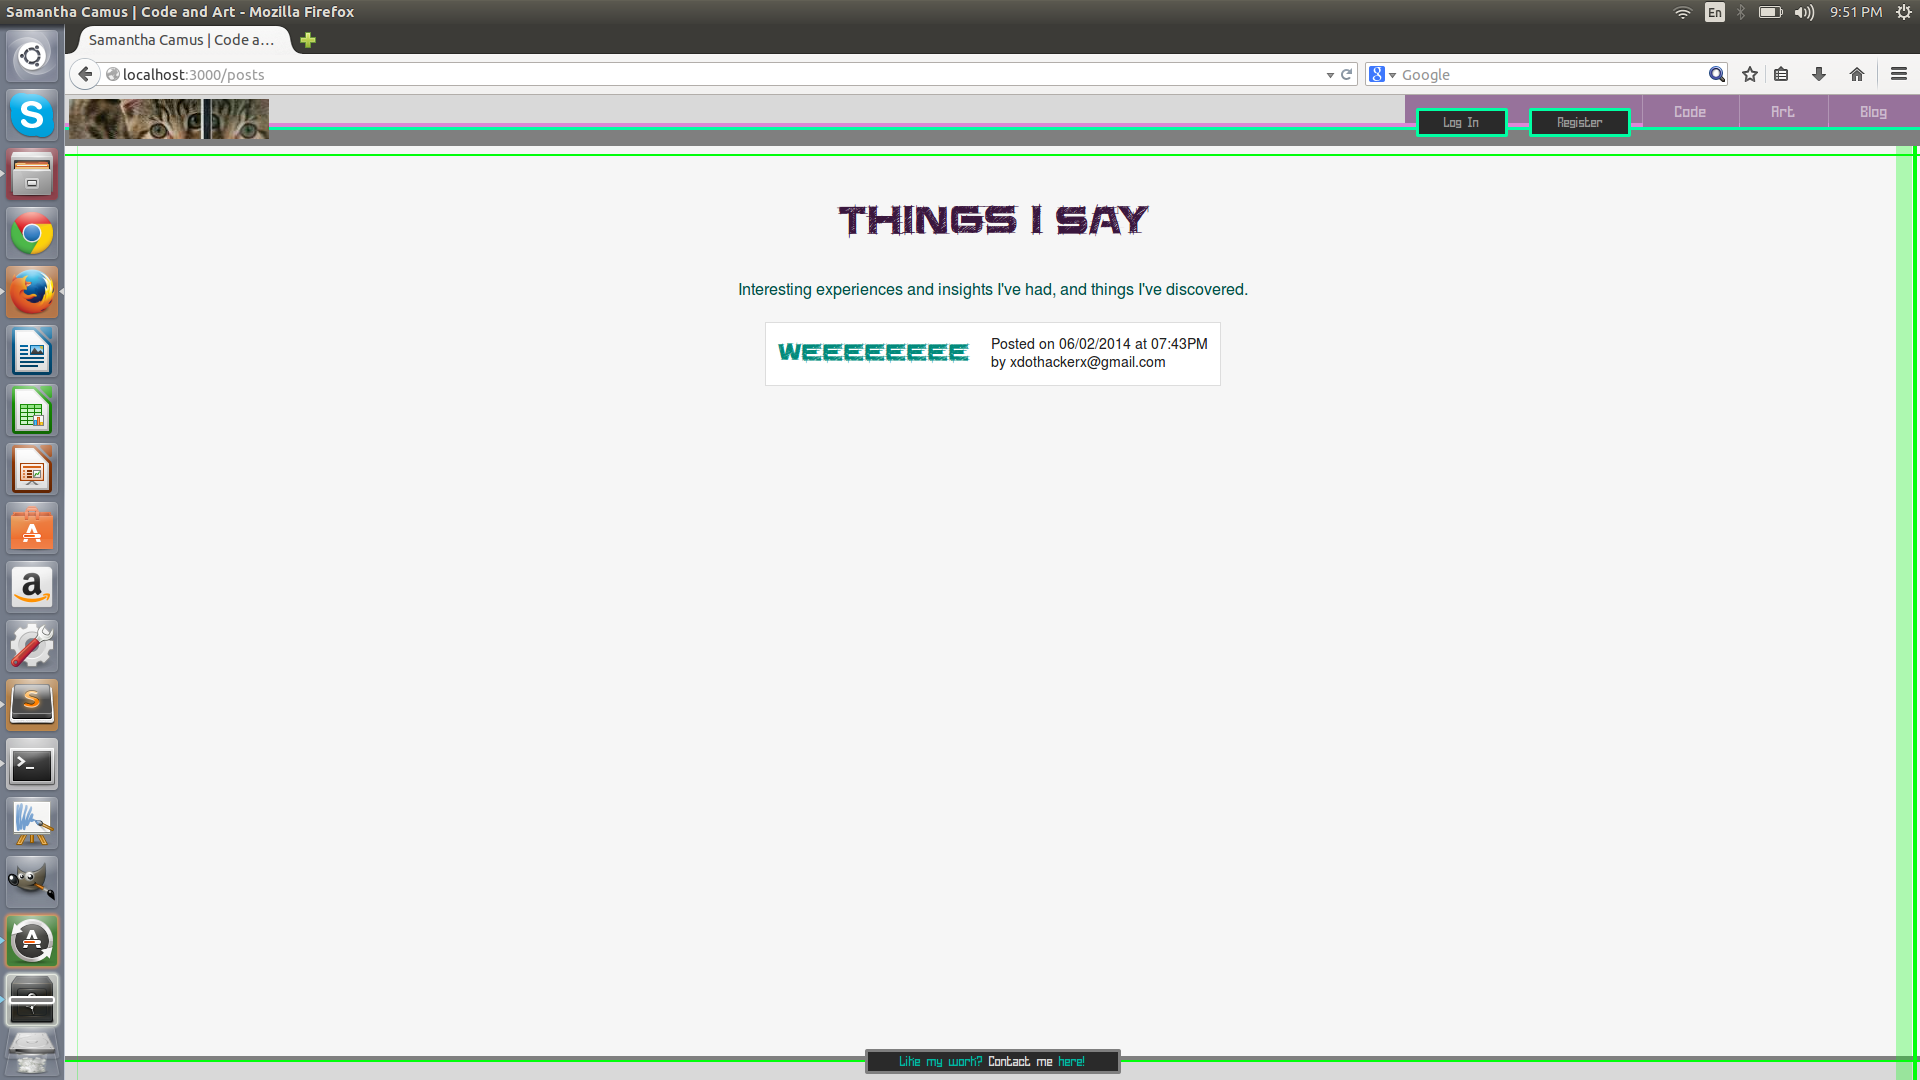 Samantha Camus | Code and Art - Mozilla Firefox
En
9:51 PM
Samantha Camus | Code a...
localhost:3000/posts
Google
Log In
Register
Code
Art
Blog
THINGS I SAY
Interesting experiences and insights I've had, and things I've discovered.
WEEEEEEEE
Posted on 06/02/2014 at 07:43PM
by xdothackerx@gmail.com
Like my work? Contact me here!